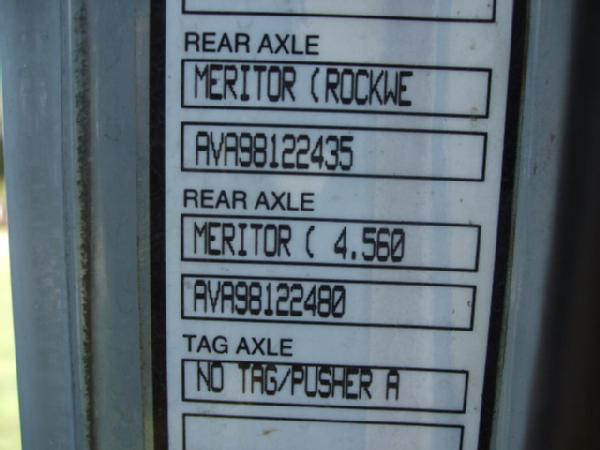 REAR AXLE
MERITOR (ROCKWE
AVA98122435
REAR AXLE
MERITOR ( 4.560
AVA98122480
TAG AXLE
NO TAG/PUSHER A